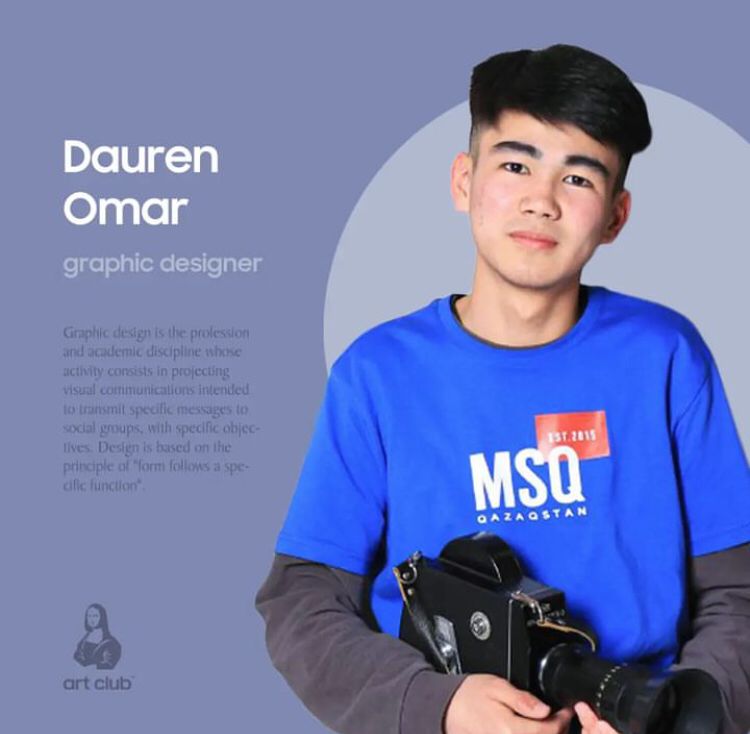 Dauren
Omar
graphic designer
Graphic design is the profession
and academic discipline whose
activity consists in projecting
visual communications intended
to transmit specific messages to
social groups, with specific objec-
tives. Design is based on the
principle of "form follows a spe-
cific function".
EST.2015
MSQ
QAZAQSTAN
art club